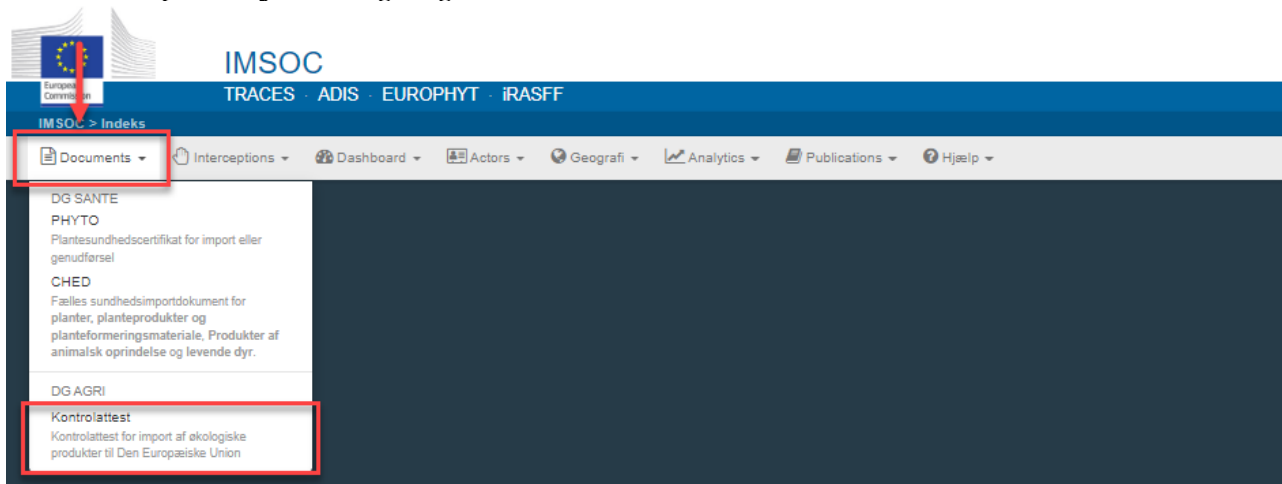 IMSOC
European
Commission
TRACES · ADIS · EUROPHYT · iRASFF
IMSOC > Indeks
Documents Interceptions Dashboard Actors Geografi Analytics Publications Hjælp
DG SANTE
PHYTO
Plantesundhedscertifikat for import eller
genudførsel
CHED
Fælles sundhedsimportdokument for
planter, planteprodukter og
planteformeringsmateriale, Produkter af
animalsk oprindelse og levende dyr.
DG AGRI
Kontrolattest
Kontrolattest for import af økologiske
produkter til Den Europæiske Union